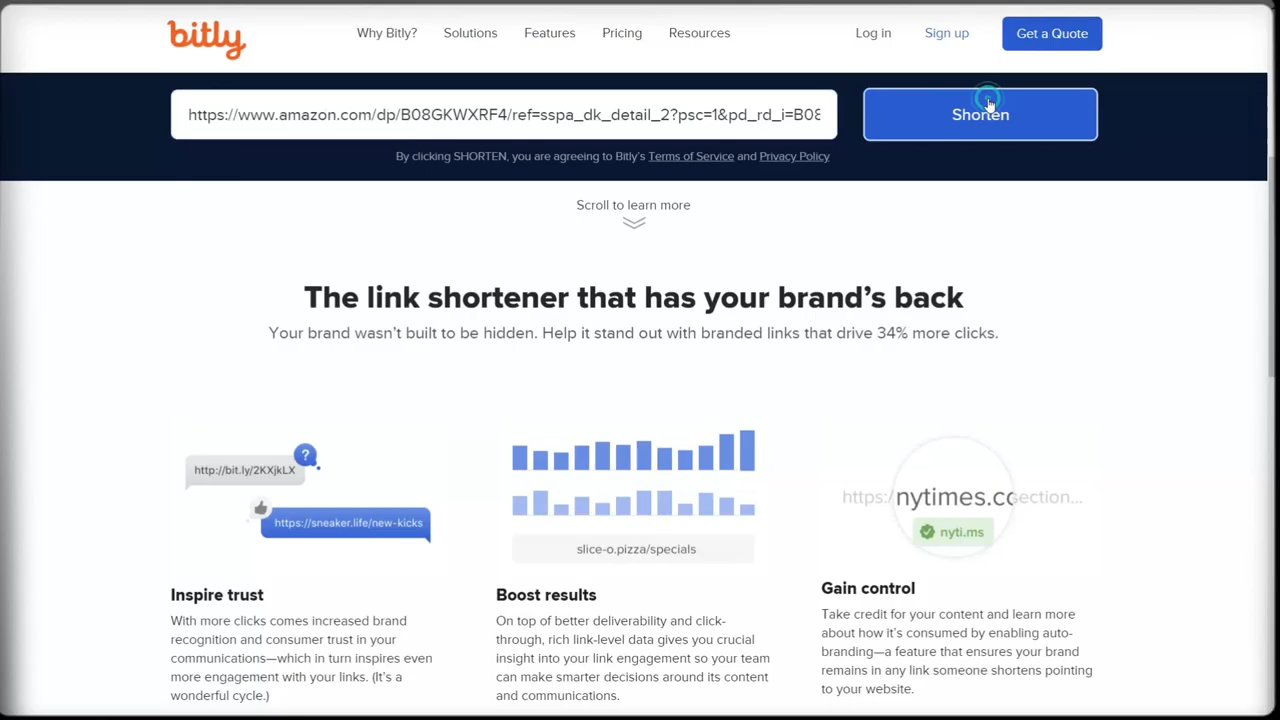 bitly
Why Bitly? Solutions Features Pricing Resources Log in Sign up Get a Quote
https://www.amazon.com/dp/B08GKWXRF4/ref=sspa_dk_detail_2?psc=1&pd_rd_i=B08
Shorten
By clicking SHORTEN, you are agreeing to Bitly's Terms of Service and Privacy Policy
Scroll to learn more
The link shortener that has your brand’s back
Your brand wasn’t built to be hidden. Help it stand out with branded links that drive 34% more clicks.
http://bit.ly/2KXjkLX
?
https://sneaker.life/new-kicks
slice-o.pizza/specials
https:/ nytimes.co section...
nyti.ms
Inspire trust
With more clicks comes increased brand
recognition and consumer trust in your
communications—which in turn inspires even
more engagement with your links. (It’s a
wonderful cycle.)
Boost results
On top of better deliverability and click-
through, rich link-level data gives you crucial
insight into your link engagement so your team
can make smarter decisions around its content
and communications.
Gain control
Take credit for your content and learn more
about how it’s consumed by enabling auto-
branding—a feature that ensures your brand
remains in any link someone shortens pointing
to your website.